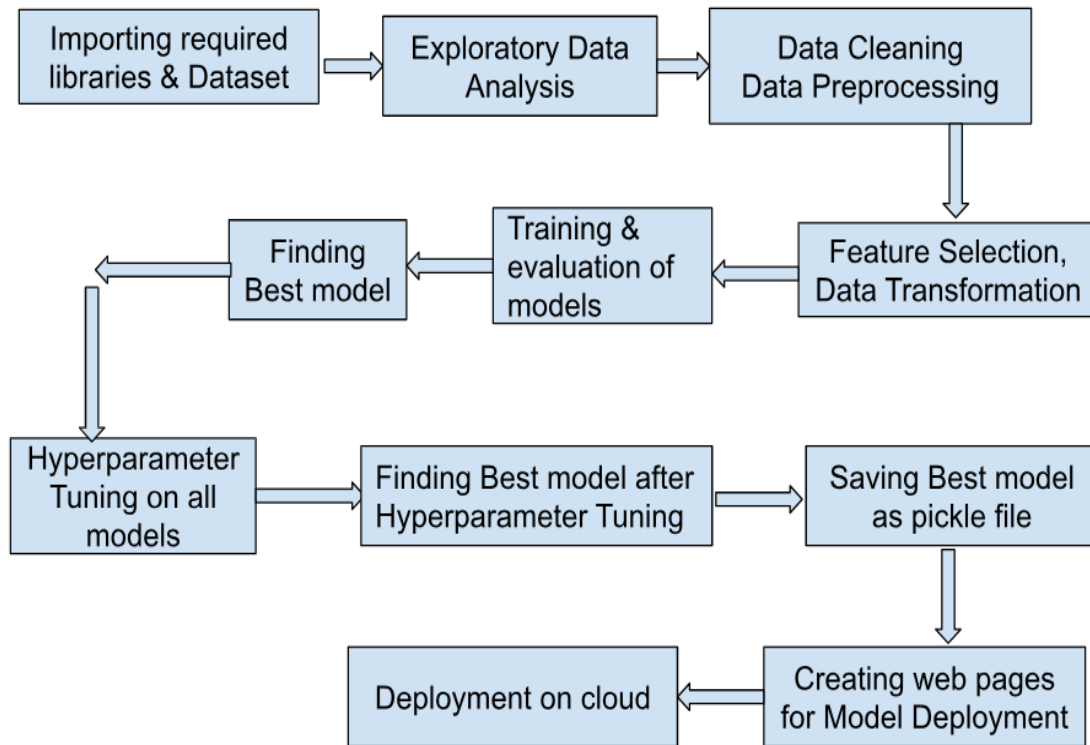 Importing required
libraries & Dataset
Exploratory Data
Analysis
Data Cleaning
Data Preprocessing
Feature Selection,
Data Transformation
Training &
evaluation of
models
Finding
Best model
Hyperparameter
Tuning on all
models
Finding Best model after
Hyperparameter Tuning
Saving Best model
as pickle file
Creating web pages
for Model Deployment
Deployment on cloud